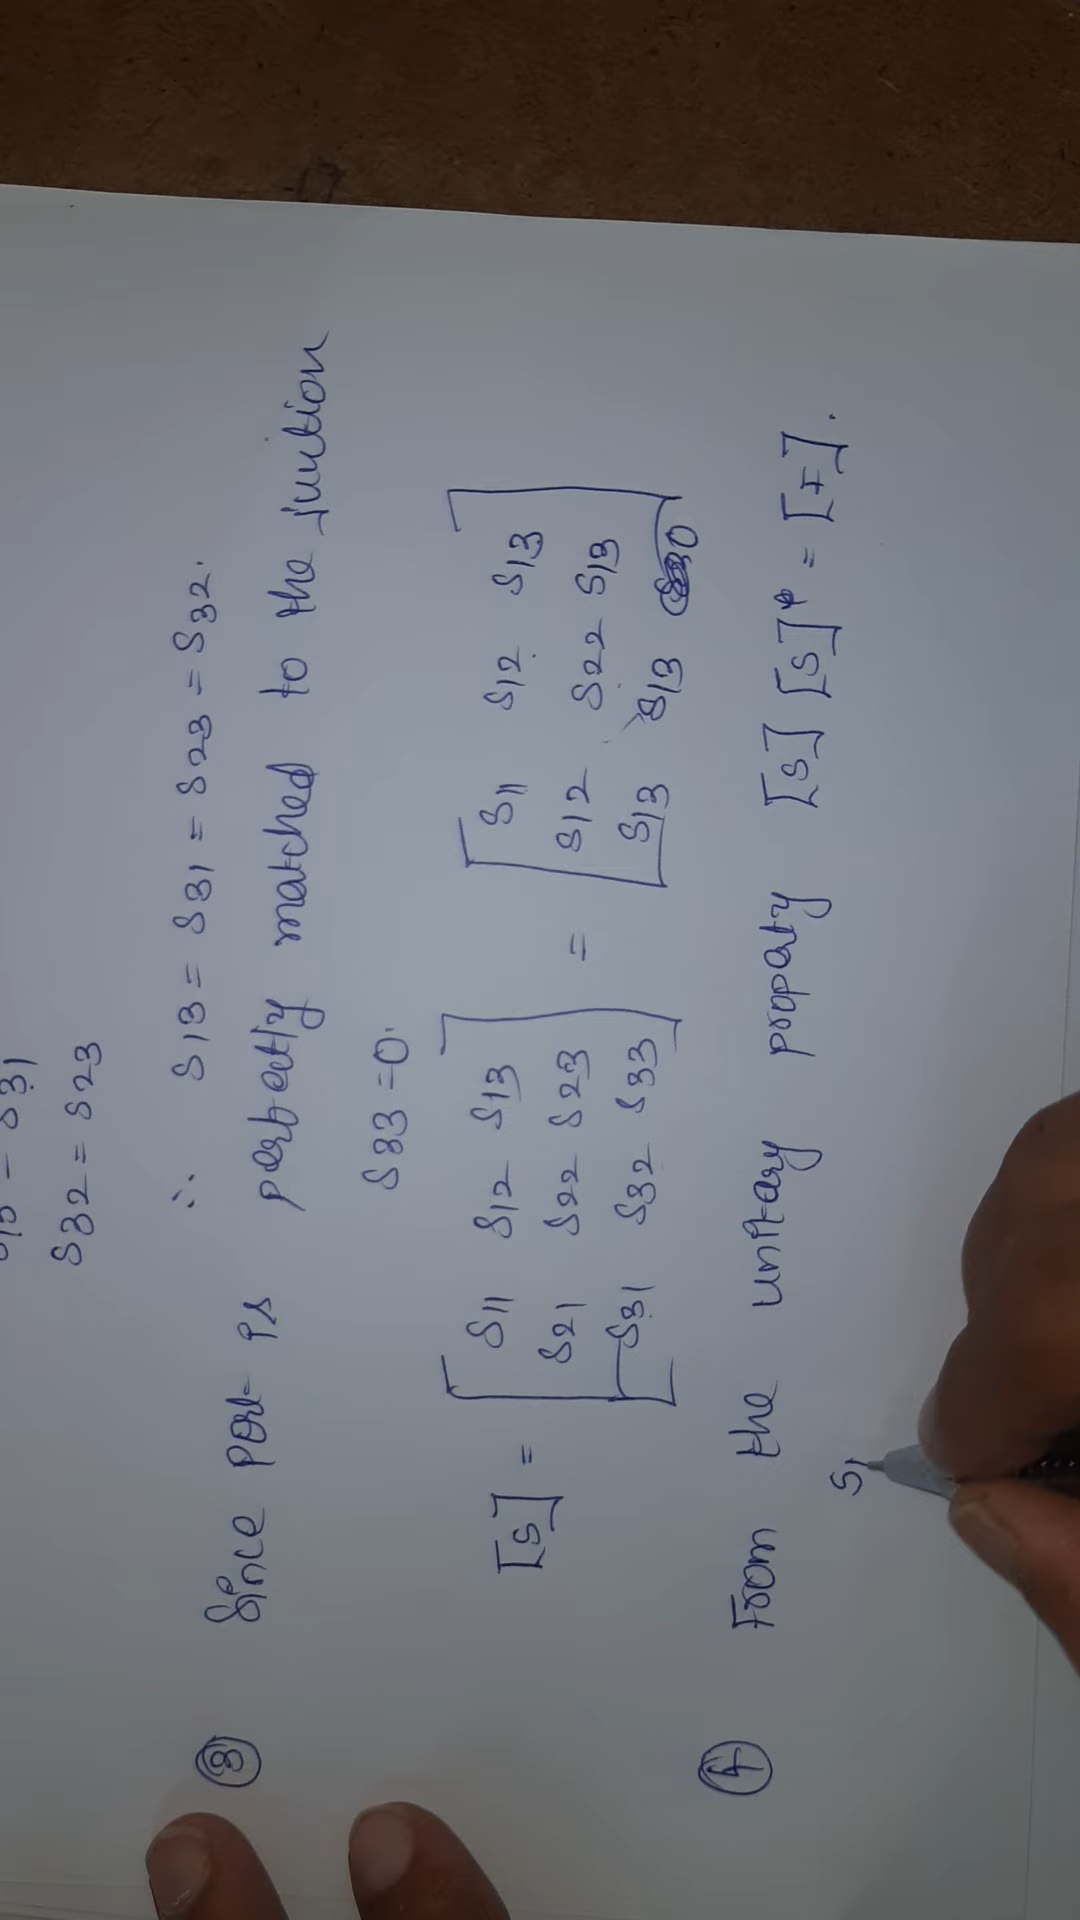 S32 = S23
∴ S13 = S31 = S23 = S32.
③ Since port is perfectly matched to the junction
S33 = 0.
[S] = [ S11 S12 S13 ] = [ S11 S12 S13 ]
S21 S22 S23 S12 S22 S13
S31 S32 S33 S13 S13 0
④ From the unitary property [S] [S]* = [I].
S1